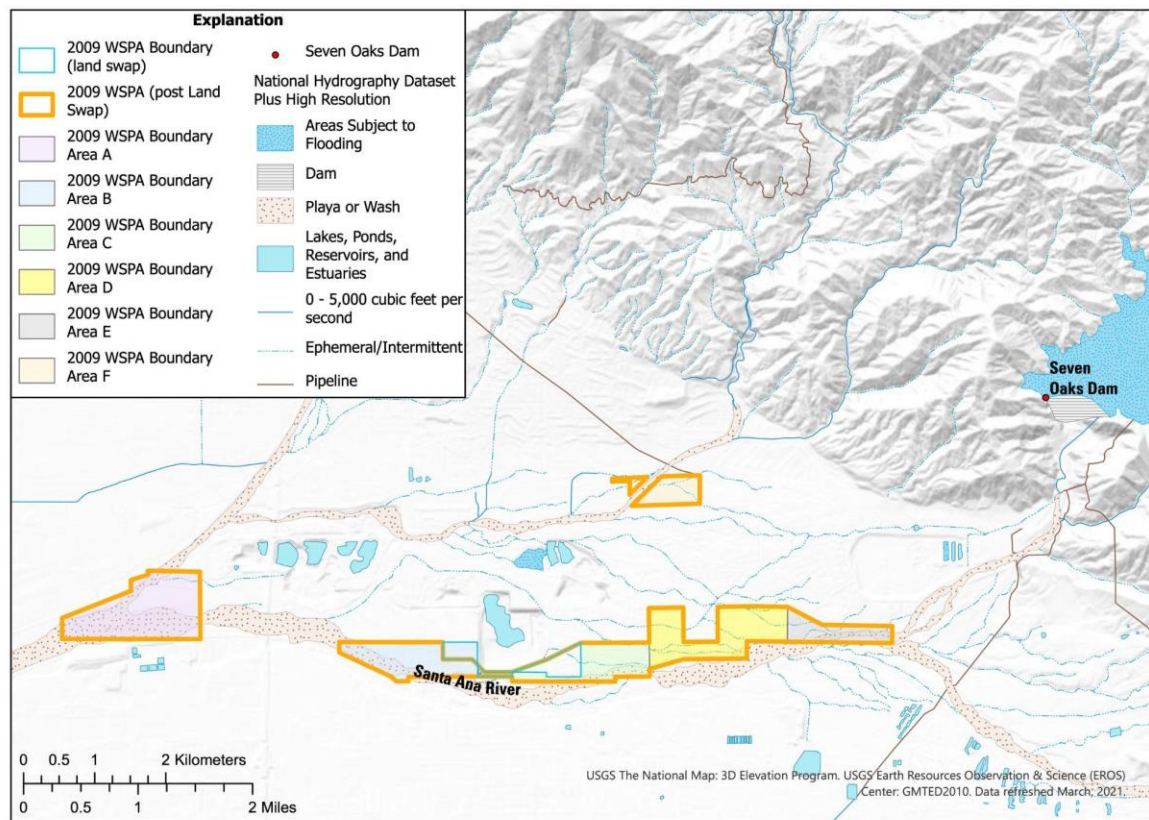 Explanation
2009 WSPA Boundary
(land swap)
2009 WSPA (post Land
Swap)
2009 WSPA Boundary
Area A
2009 WSPA Boundary
Area B
2009 WSPA Boundary
Area C
2009 WSPA Boundary
Area D
2009 WSPA Boundary
Area E
2009 WSPA Boundary
Area F
Seven Oaks Dam
National Hydrography Dataset
Plus High Resolution
Areas Subject to
Flooding
Dam
Playa or Wash
Lakes, Ponds,
Reservoirs, and
Estuaries
0 - 5,000 cubic feet per
second
Ephemeral/Intermittent
Pipeline
Seven
Oaks Dam
Santa Ana River
0 0.5 1 2 Kilometers
0 0.5 1 2 Miles
USGS The National Map: 3D Elevation Program. USGS Earth Resources Observation & Science (EROS)
Center: GMTED2010. Data refreshed March, 2021.